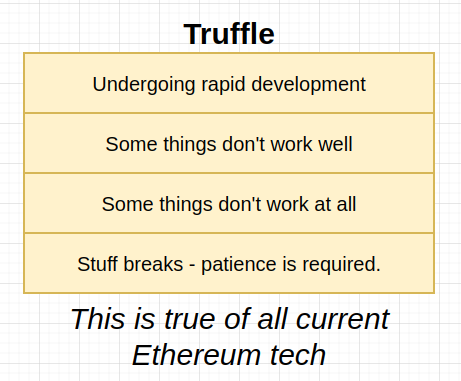 Truffle
Undergoing rapid development
Some things don't work well
Some things don't work at all
Stuff breaks - patience is required.
This is true of all current
Ethereum tech